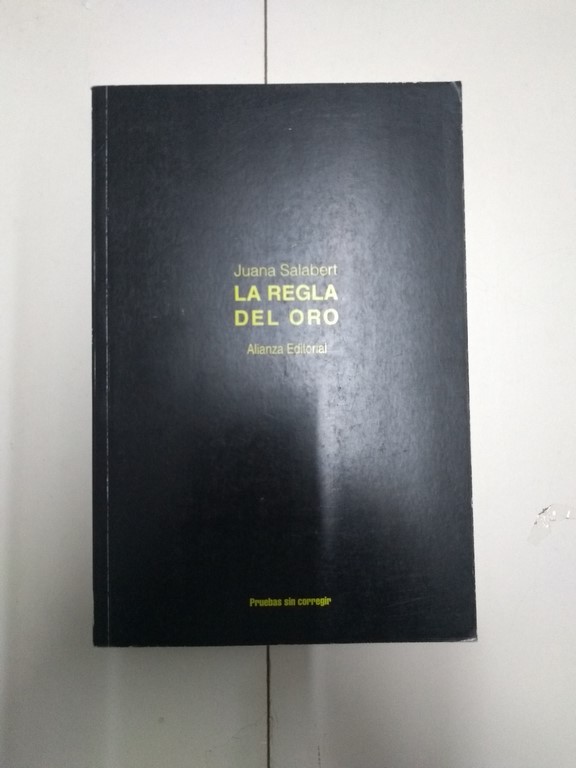 Juana Salabert
LA REGLA
DEL ORO
Alianza Editorial
Pruebas sin corregir